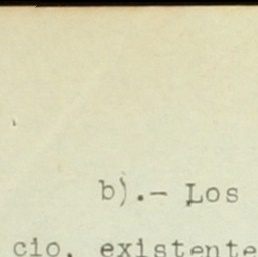 b).- Los
cio, existente